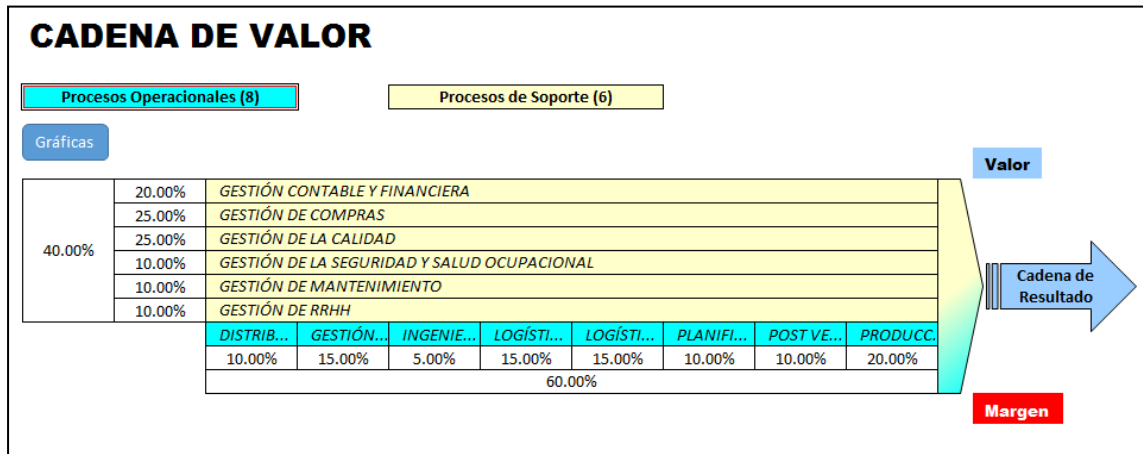 CADENA DE VALOR
Procesos Operacionales (8) Procesos de Soporte (6)
Gráficas
Valor
20.00% GESTIÓN CONTABLE Y FINANCIERA
25.00% GESTIÓN DE COMPRAS
25.00% GESTIÓN DE LA CALIDAD
40.00%
10.00% GESTIÓN DE LA SEGURIDAD Y SALUD OCUPACIONAL
10.00% GESTIÓN DE MANTENIMIENTO
10.00% GESTIÓN DE RRHH
Cadena de
Resultado
DISTRIB... GESTIÓN... INGENIE... LOGÍSTI... LOGÍSTI... PLANIFI... POST VE... PRODUCC.
10.00% 15.00% 5.00% 15.00% 15.00% 10.00% 10.00% 20.00%
60.00%
Margen